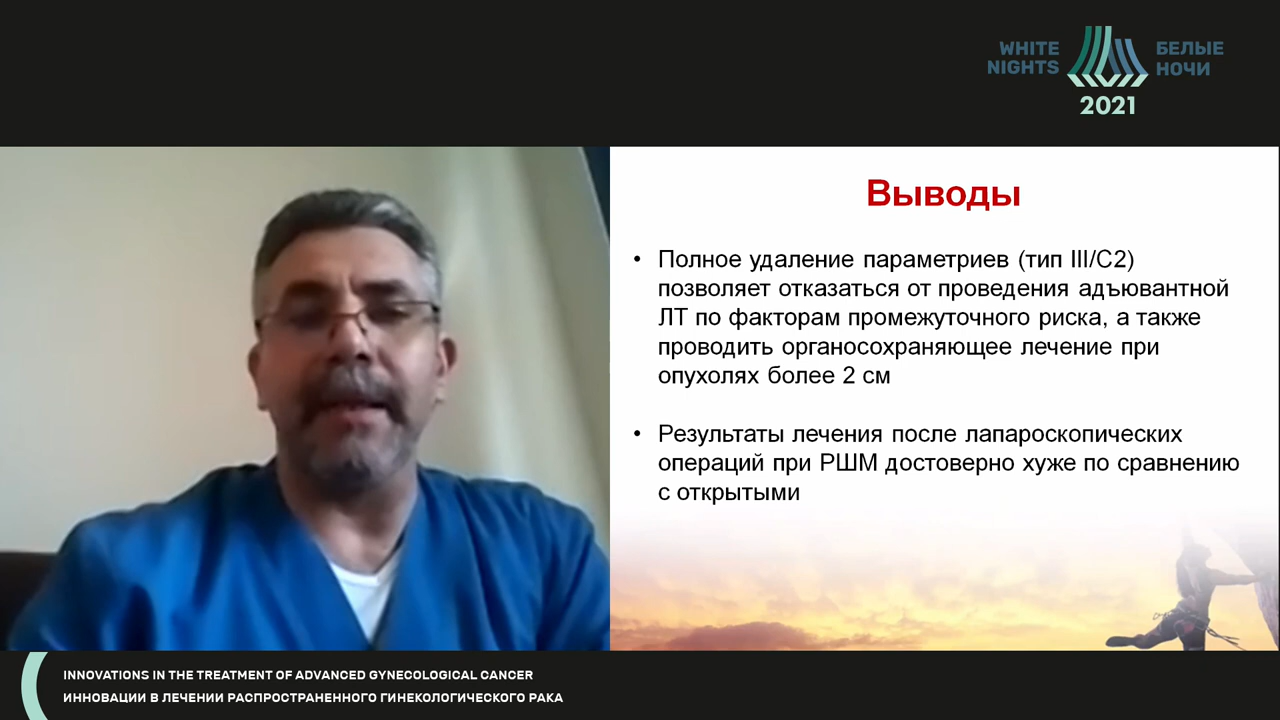 WHITE
NIGHTS
БЕЛЫЕ
НОЧИ
2021
Выводы
• Полное удаление параметриев (тип III/C2)
позволяет отказаться от проведения адъювантной
ЛТ по факторам промежуточного риска, а также
проводить органосохраняющее лечение при
опухолях более 2 см
• Результаты лечения после лапароскопических
операций при РШМ достоверно хуже по сравнению
с открытыми
INNOVATIONS IN THE TREATMENT OF ADVANCED GYNECOLOGICAL CANCER
ИННОВАЦИИ В ЛЕЧЕНИИ РАСПРОСТРАНЕННОГО ГИНЕКОЛОГИЧЕСКОГО РАКА